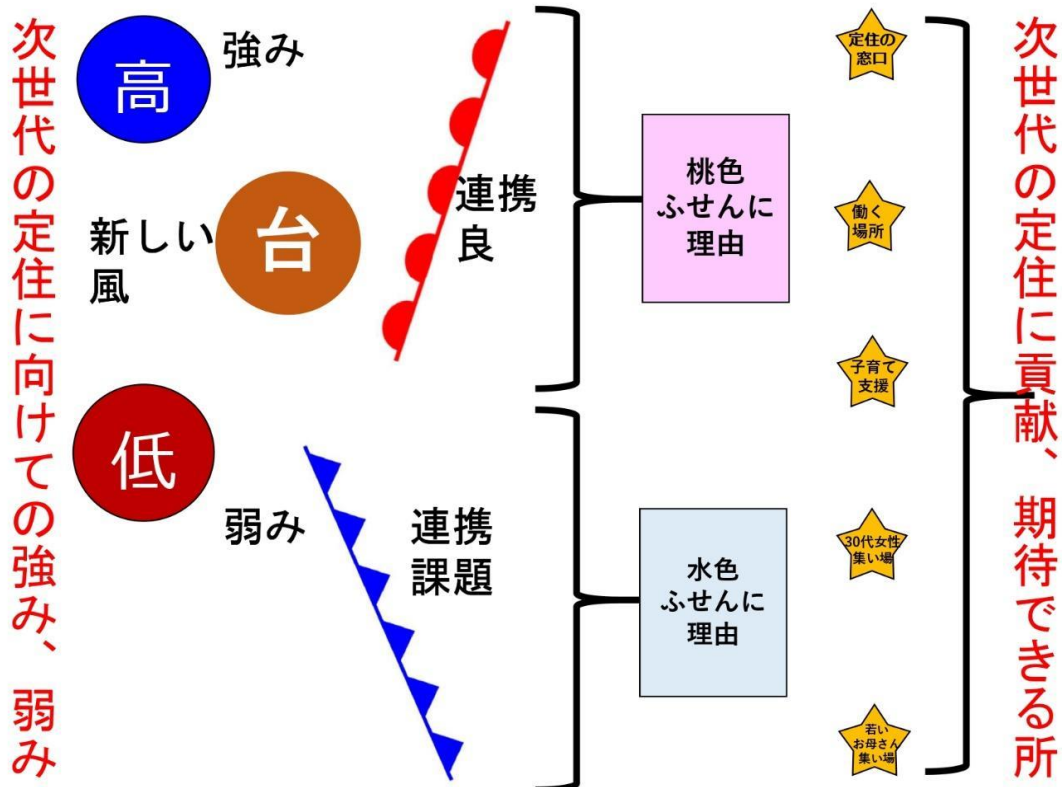 次世代の定住に向けての強み、弱み
高
強み
新しい
風
台
連携
良
低
弱み
連携
課題
桃色
ふせんに
理由
水色
ふせんに
理由
定住の
窓口
働く
場所
子育て
支援
30代女性
集い場
若い
お母さん
集い場
次世代の定住に貢献、期待できる所